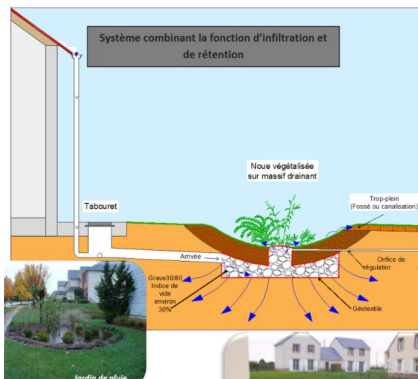 Système combinant la fonction d'infiltration et
de rétention
Noue végétalisée
sur massif drainant
Tabouret
Trop-plein
(Fossé ou canalisation)
Arrivée
Orifice de
régulation
Grave30/80
Indice de
vide
environ
30%
Géotextile
Jardin de pluie